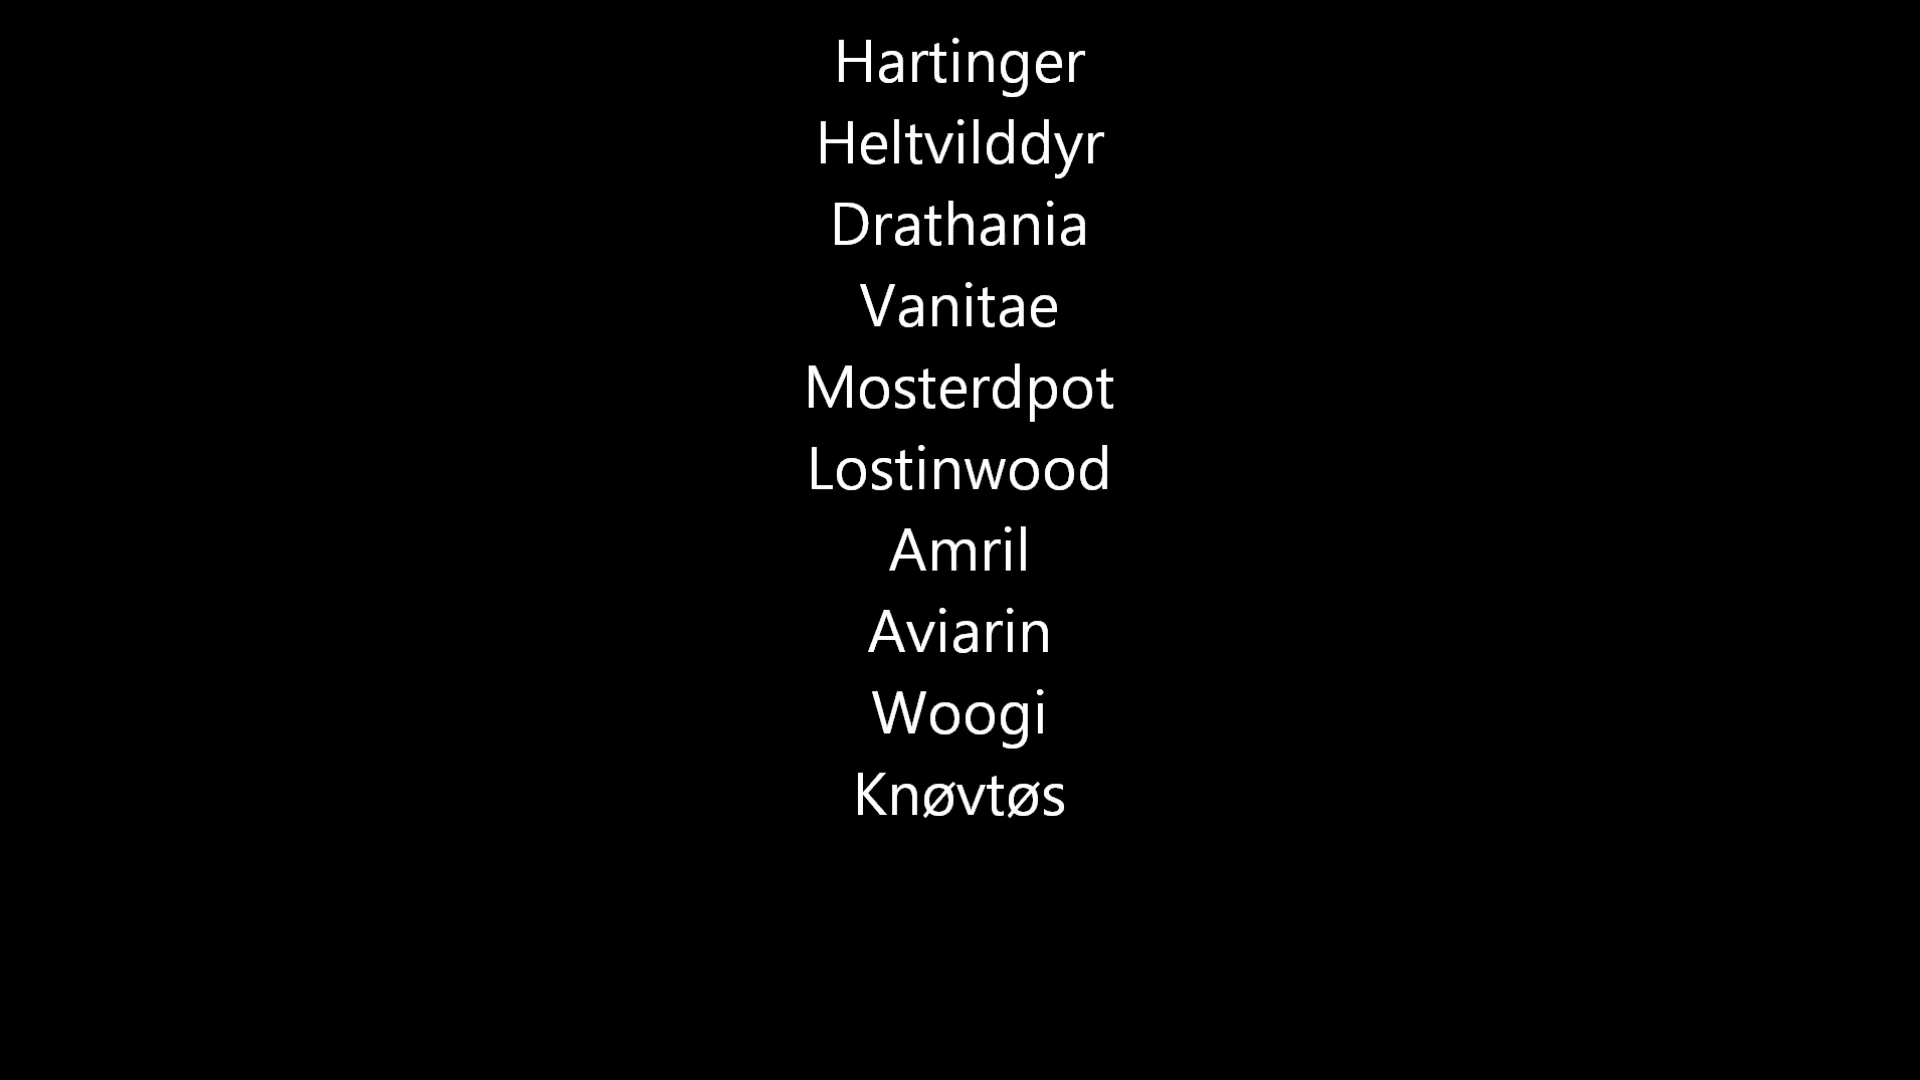 Hartinger
Heltvilddyr
Drathania
Vanitae
Mosterdpot
Lostinwood
Amril
Aviarin
Woogi
Knøvtøs